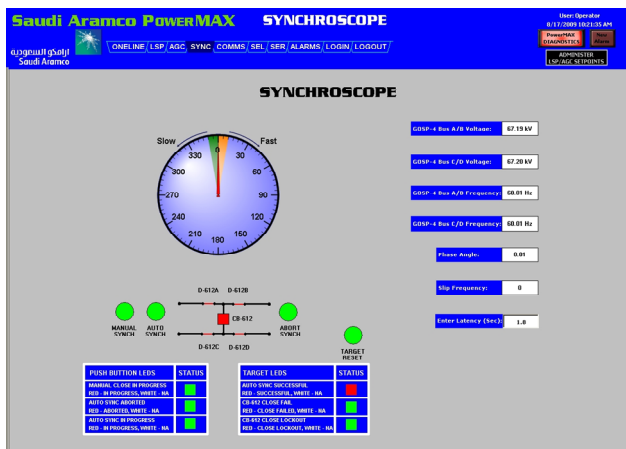 Saudi Aramco PowerMAX SYNCHROSCOPE
User: Operator
8/17/2009 10:21:35 AM
PowerMAX DIAGNOSTICS
New Alarm
ADMINISTER
LSP/AGC SETPOINTS
ONELINE LSP AGC SYNC COMMS SEL SER ALARMS LOGIN LOGOUT
ارامكو السعودية
Saudi Aramco
SYNCHROSCOPE
Slow Fast
0
330 30
300 60
270 90
240 120
210 150
180
GOSP-4 Bus A/B Voltage: 67.19 kV
GOSP-4 Bus C/D Voltage: 67.20 kV
GOSP-4 Bus A/B Frequency: 60.01 Hz
GOSP-4 Bus C/D Frequency: 60.01 Hz
Phase Angle: 0.01
Slip Frequency: 0
Enter Latency (Sec): 1.0
D-612A D-612B
CB-612
D-612C D-612D
MANUAL SYNCH
AUTO SYNCH
ABORT SYNCH
TARGET RESET
PUSH BUTTON LEDS STATUS
MANUAL CLOSE IN PROGRESS
RED - IN PROGRESS, WHITE - NA
AUTO SYNC ABORTED
RED - ABORTED, WHITE - NA
AUTO SYNC IN PROGRESS
RED - IN PROGRESS, WHITE - NA
TARGET LEDS STATUS
AUTO SYNC SUCCESSFUL
RED - SUCCESSFUL, WHITE - NA
CB-612 CLOSE FAIL
RED - CLOSE FAILED, WHITE - NA
CB-612 CLOSE LOCKOUT
RED - CLOSE LOCKOUT, WHITE - NA